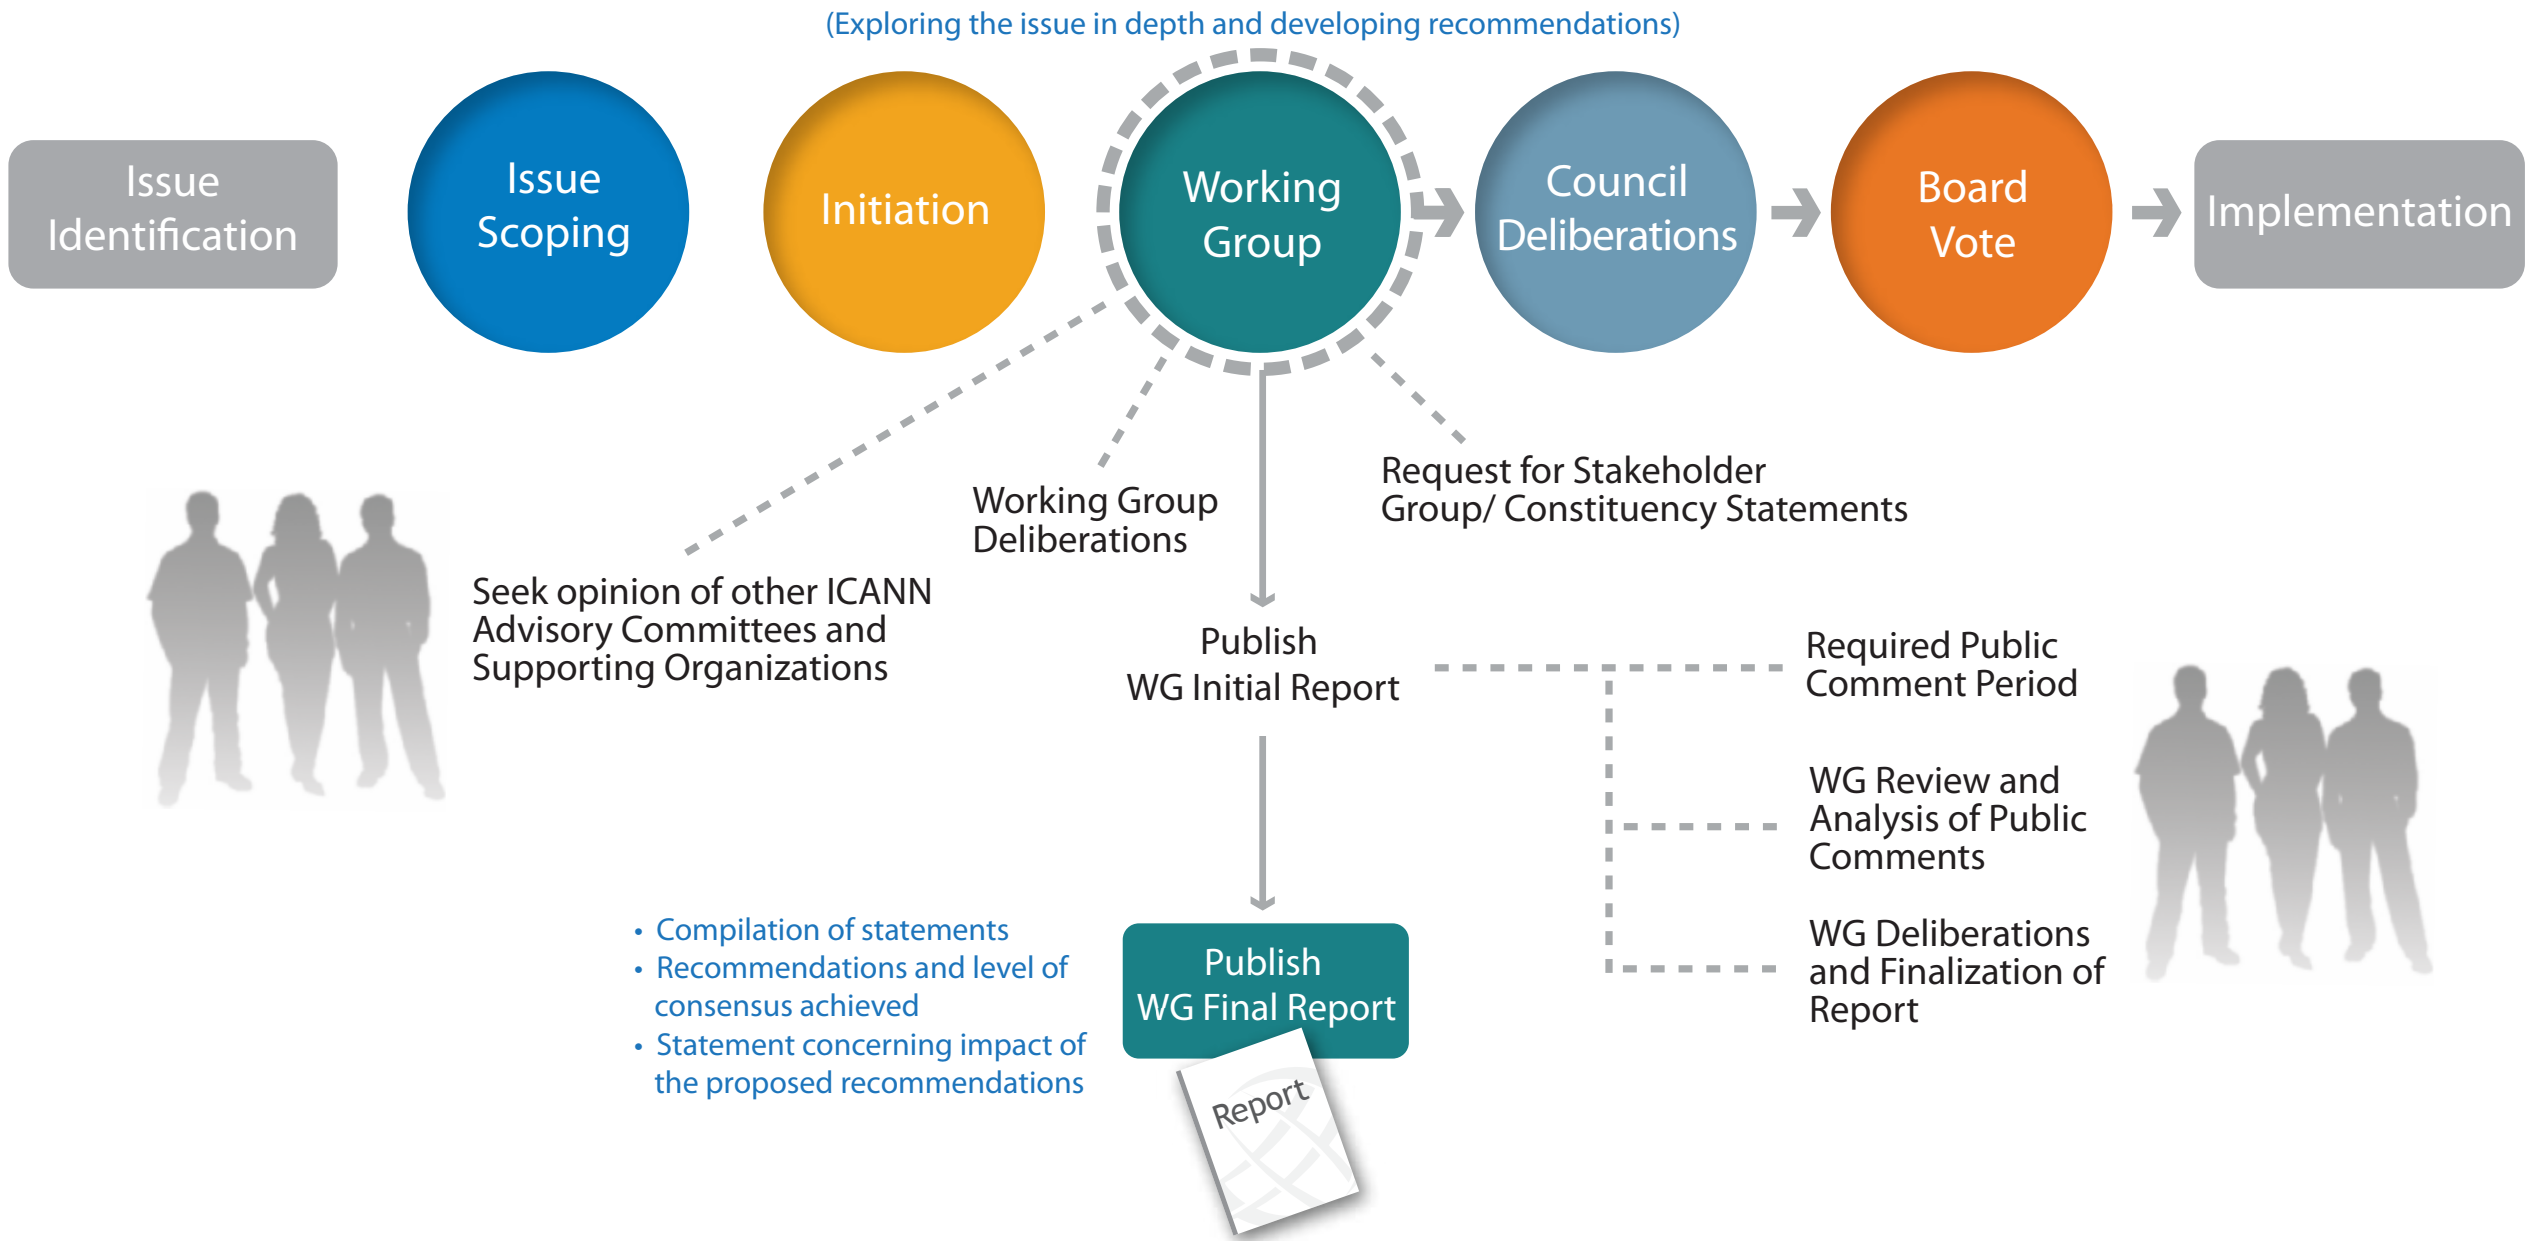 (Exploring the issue in depth and developing recommendations)
Issue
Identification
Issue
Scoping
Initiation
Working
Group
Council
Deliberations
Board
Vote
Implementation
Seek opinion of other ICANN
Advisory Committees and
Supporting Organizations
Working Group
Deliberations
Request for Stakeholder
Group/ Constituency Statements
Publish
WG Initial Report
Required Public
Comment Period
WG Review and
Analysis of Public
Comments
WG Deliberations
and Finalization of
Report
• Compilation of statements
• Recommendations and level of
consensus achieved
• Statement concerning impact of
the proposed recommendations
Publish
WG Final Report
Report